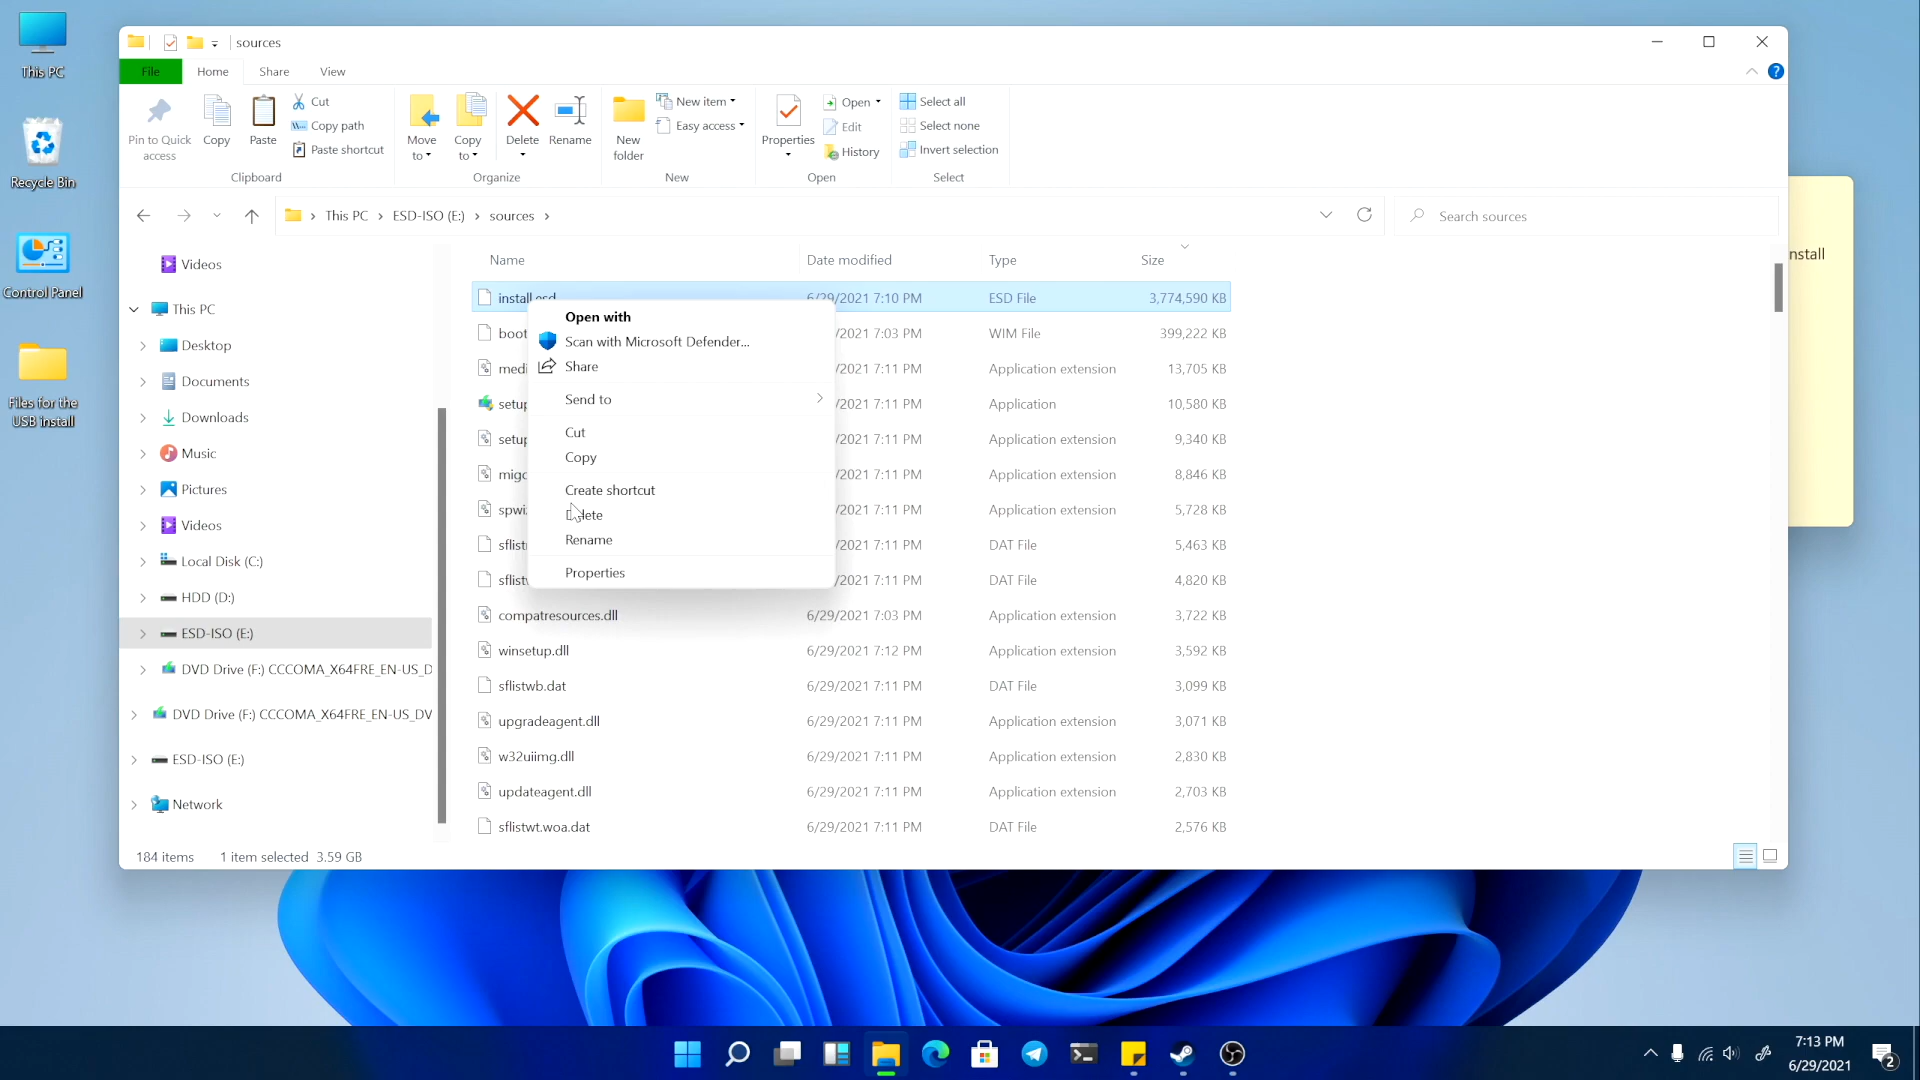 This PC
Recycle Bin
Control Panel
Files for the
USB install
sources
File
Home
Share
View
Pin to Quick
access
Copy
Paste
Cut
Copy path
Paste shortcut
Clipboard
Move
to
Copy
to
Delete
Rename
Organize
New
folder
New item
Easy access
New
Properties
Open
Edit
History
Open
Select all
Select none
Invert selection
Select
This PC > ESD-ISO (E:) > sources >
Search sources
nstall
Videos
This PC
Desktop
Documents
Downloads
Music
Pictures
Videos
Local Disk (C:)
HDD (D:)
ESD-ISO (E:)
DVD Drive (F:) CCCOMA_X64FRE_EN-US_D
DVD Drive (F:) CCCOMA_X64FRE_EN-US_DV
ESD-ISO (E:)
Network
Name Date modified Type Size
install.esd 6/29/2021 7:10 PM ESD File 3,774,590 KB
boot /2021 7:03 PM WIM File 399,222 KB
medi /2021 7:11 PM Application extension 13,705 KB
setup /2021 7:11 PM Application 10,580 KB
setup /2021 7:11 PM Application extension 9,340 KB
migc /2021 7:11 PM Application extension 8,846 KB
spwi /2021 7:11 PM Application extension 5,728 KB
sflist /2021 7:11 PM DAT File 5,463 KB
sflist /2021 7:11 PM DAT File 4,820 KB
compatresources.dll 6/29/2021 7:03 PM Application extension 3,722 KB
winsetup.dll 6/29/2021 7:12 PM Application extension 3,592 KB
sflistwb.dat 6/29/2021 7:11 PM DAT File 3,099 KB
upgradeagent.dll 6/29/2021 7:11 PM Application extension 3,071 KB
w32uiimg.dll 6/29/2021 7:11 PM Application extension 2,830 KB
updateagent.dll 6/29/2021 7:11 PM Application extension 2,703 KB
sflistwt.woa.dat 6/29/2021 7:11 PM DAT File 2,576 KB
Open with
Scan with Microsoft Defender...
Share
Send to
Cut
Copy
Create shortcut
Delete
Rename
Properties
184 items 1 item selected 3.59 GB
7:13 PM
6/29/2021
2